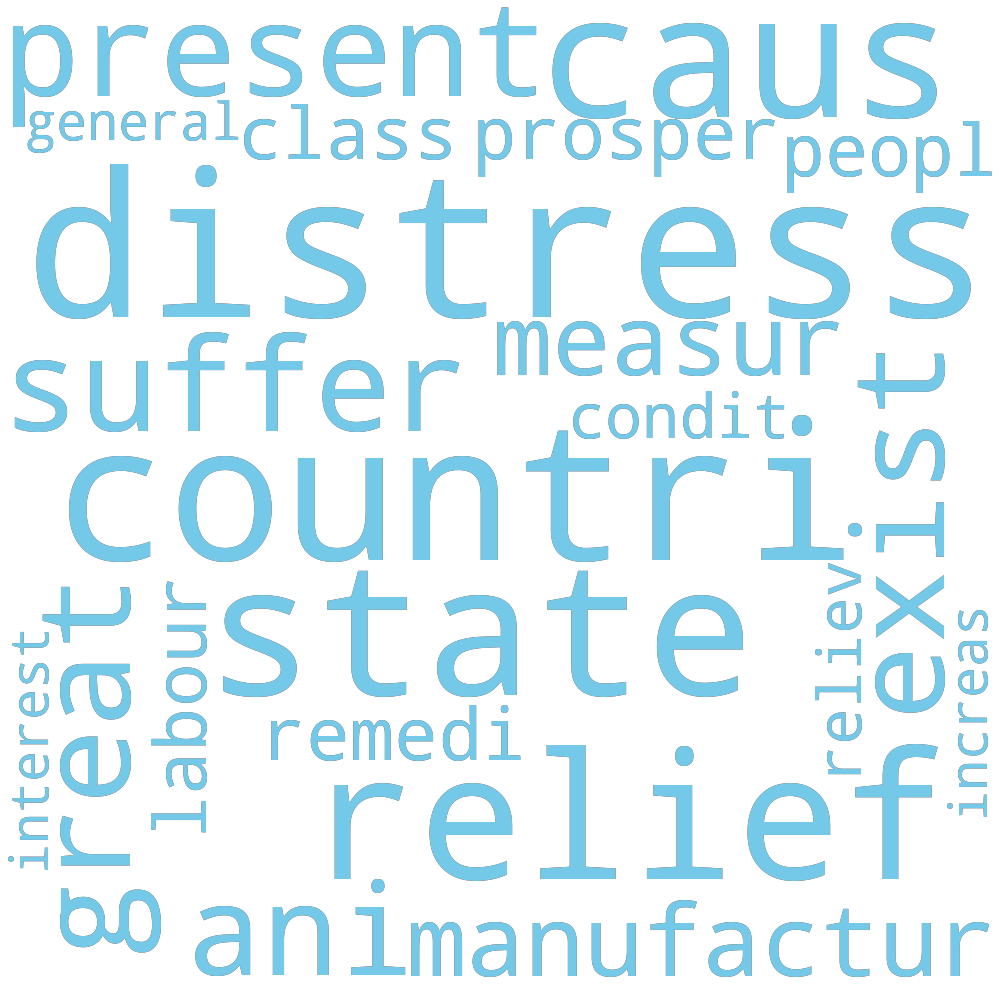 present
caus
general
class
prosper
peopl
distress
measur
suffer
condit
exist
countri
reliev
state
great
labour
interest
increas
remedi
relief
ani
manufactur